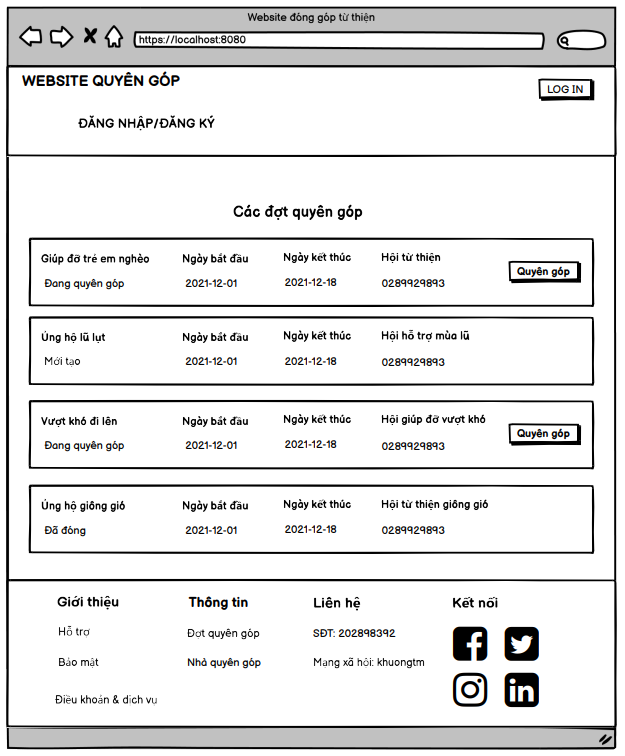 Website đóng góp từ thiện
https://localhost:8080
WEBSITE QUYÊN GÓP
LOG IN
ĐĂNG NHẬP/ĐĂNG KÝ
Các đợt quyên góp
Giúp đỡ trẻ em nghèo Ngày bắt đầu Ngày kết thúc Hội từ thiện
Đang quyên góp 2021-12-01 2021-12-18 0289929893
Quyên góp
Ủng hộ lũ lụt Ngày bắt đầu Ngày kết thúc Hội hỗ trợ mùa lũ
Mới tạo 2021-12-01 2021-12-18 0289929893
Vượt khó đi lên Ngày bắt đầu Ngày kết thúc Hội giúp đỡ vượt khó
Đang quyên góp 2021-12-01 2021-12-18 0289929893
Quyên góp
Ủng hộ giông gió Ngày bắt đầu Ngày kết thúc Hội từ thiện giông gió
Đã đóng 2021-12-01 2021-12-18 0289929893
Giới thiệu Thông tin Liên hệ Kết nối
Hỗ trợ Đợt quyên góp SĐT: 202898392
Bảo mật Nhà quyên góp Mạng xã hội: khuongtm
Điều khoản & dịch vụ